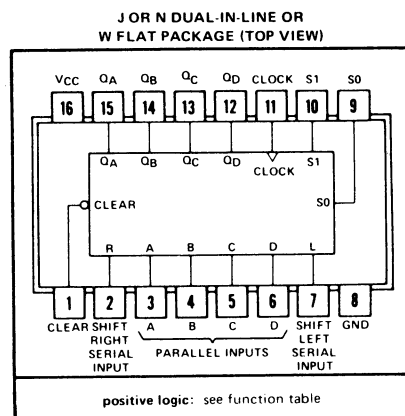 J OR N DUAL-IN-LINE OR
W FLAT PACKAGE (TOP VIEW)
VCC QA QB QC QD CLOCK S1 S0
16 15 14 13 12 11 10 9
QA QB QC QD CLOCK S1
CLEAR S0
R A B C D L
1 2 3 4 5 6 7 8
CLEAR SHIFT RIGHT SERIAL INPUT A B C D SHIFT LEFT SERIAL INPUT GND
PARALLEL INPUTS
positive logic: see function table